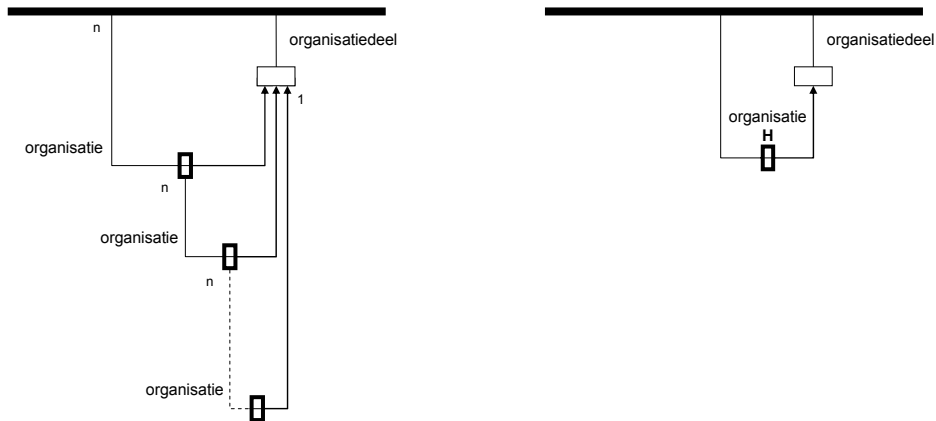 n
organisatiedeel
1
organisatie
n
organisatie
n
organisatie
organisatiedeel
organisatie
H